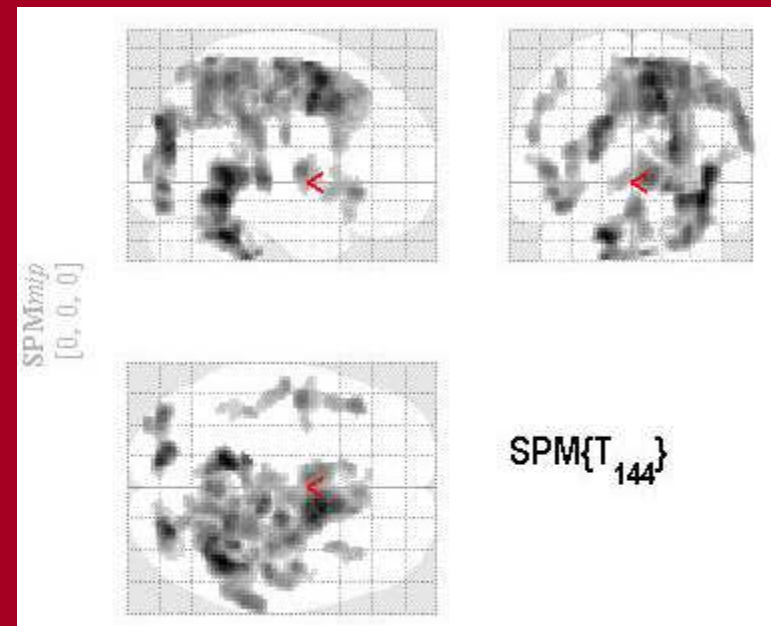 SPMmip
[0, 0, 0]
<
<
<
SPM{T144}